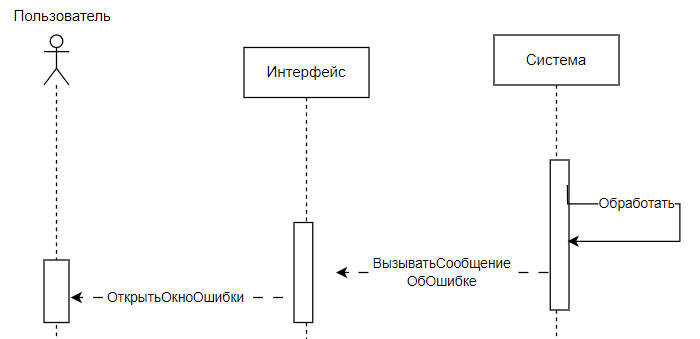 Пользователь
Интерфейс
Система
Обработать
ВызыватьСообщение
ОбОшибке
ОткрытьОкноОшибки